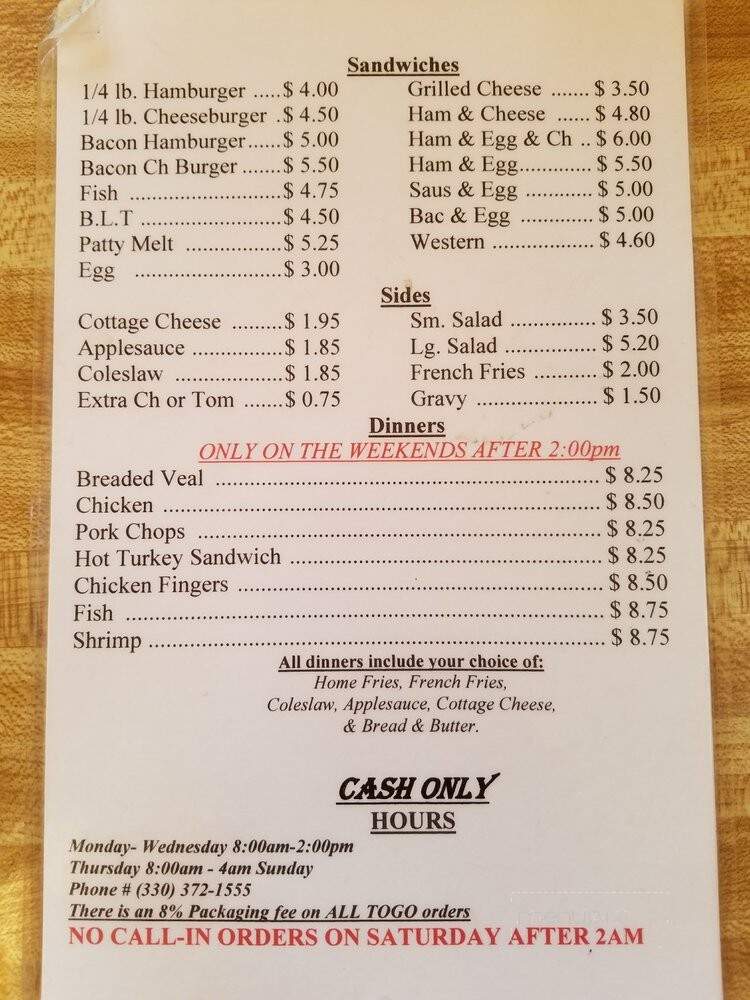 Sandwiches
1/4 lb. Hamburger .....$ 4.00
Grilled Cheese ....... $ 3.50
1/4 lb. Cheeseburger .$ 4.50
Ham & Cheese ...... $ 4.80
Bacon Hamburger......$ 5.00
Ham & Egg & Ch .. $ 6.00
Bacon Ch Burger .......$ 5.50
Ham & Egg............. $ 5.50
Fish ..........................$ 4.75
Saus & Egg ............ $ 5.00
B.L.T ........................$ 4.50
Bac & Egg ............. $ 5.00
Patty Melt ................$ 5.25
Western .................. $ 4.60
Egg .........................$ 3.00
Sides
Cottage Cheese .........$ 1.95
Sm. Salad ............... $ 3.50
Applesauce ................$ 1.85
Lg. Salad ................ $ 5.20
Coleslaw ...................$ 1.85
French Fries ........... $ 2.00
Extra Ch or Tom .......$ 0.75
Gravy ..................... $ 1.50
Dinners
ONLY ON THE WEEKENDS AFTER 2:00pm
Breaded Veal .................................................................. $ 8.25
Chicken ........................................................................... $ 8.50
Pork Chops ..................................................................... $ 8.25
Hot Turkey Sandwich ..................................................... $ 8.25
Chicken Fingers .............................................................. $ 8.50
Fish .................................................................................. $ 8.75
Shrimp .............................................................................. $ 8.75
All dinners include your choice of:
Home Fries, French Fries,
Coleslaw, Applesauce, Cottage Cheese,
& Bread & Butter.
CASH ONLY
HOURS
Monday- Wednesday 8:00am-2:00pm
Thursday 8:00am - 4am Sunday
Phone # (330) 372-1555
There is an 8% Packaging fee on ALL TOGO orders
NO CALL-IN ORDERS ON SATURDAY AFTER 2AM